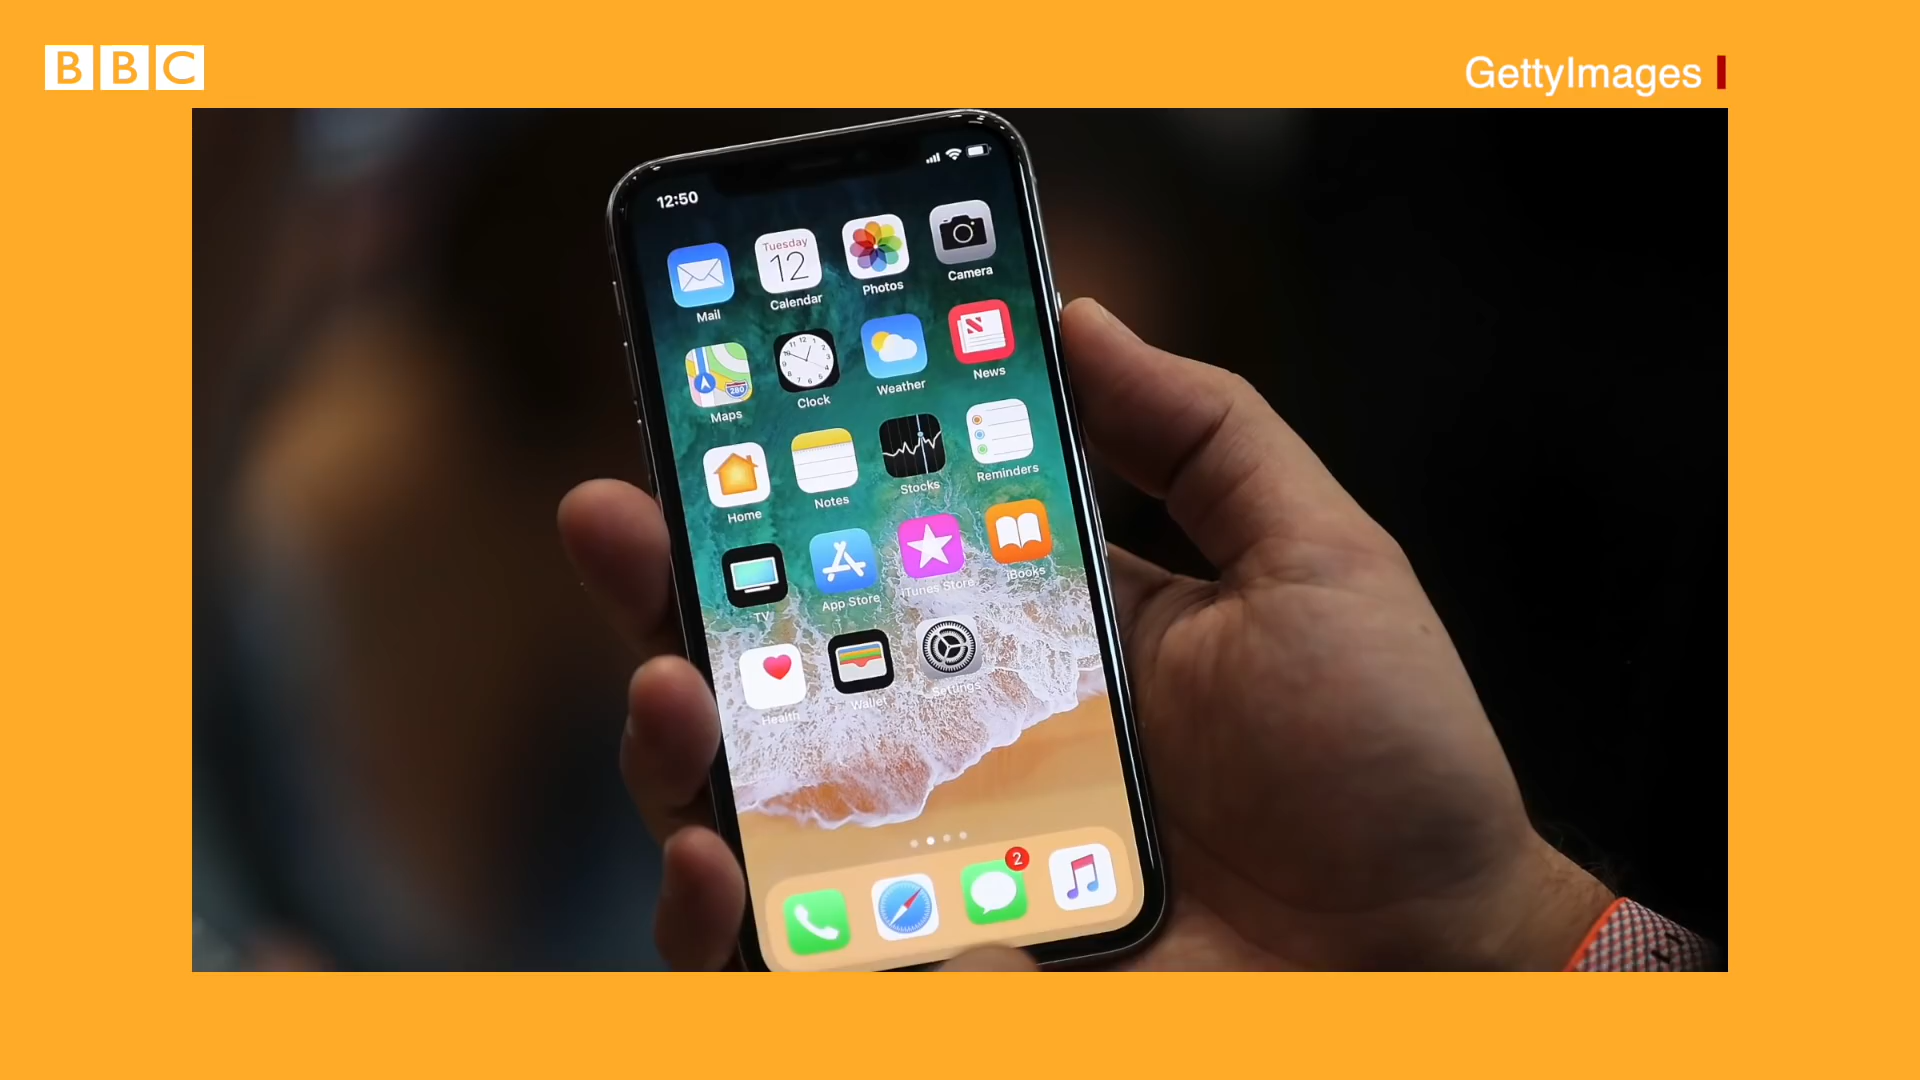 BBC
GettyImages
12:50
Mail
Tuesday
12
Calendar
Photos
Camera
Maps
280
Clock
Weather
News
Home
Notes
Stocks
Reminders
TV
App Store
iTunes Store
iBooks
Health
Wallet
Settings
2